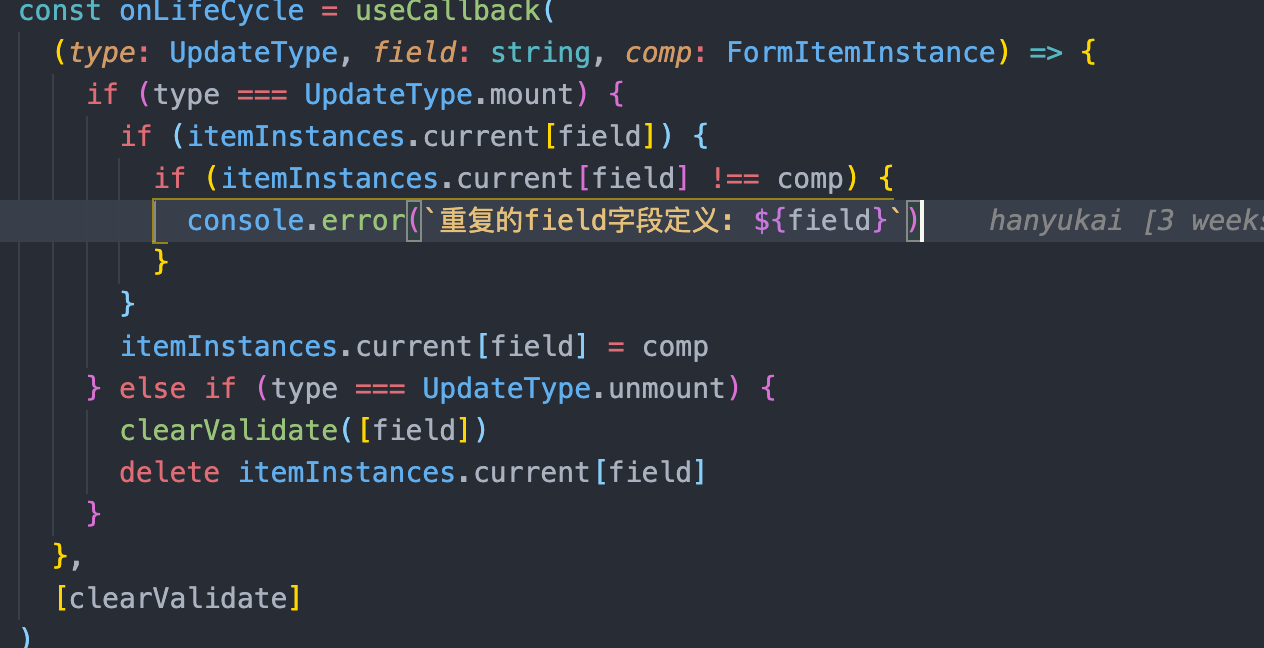 const onLifeCycle = useCallback(
(type: UpdateType, field: string, comp: FormItemInstance) => {
if (type === UpdateType.mount) {
if (itemInstances.current[field]) {
if (itemInstances.current[field] !== comp) {
console.error(`重复的field字段定义: ${field}`) hanyukai [3 weeks
}
}
itemInstances.current[field] = comp
} else if (type === UpdateType.unmount) {
clearValidate([field])
delete itemInstances.current[field]
}
},
[clearValidate]
)